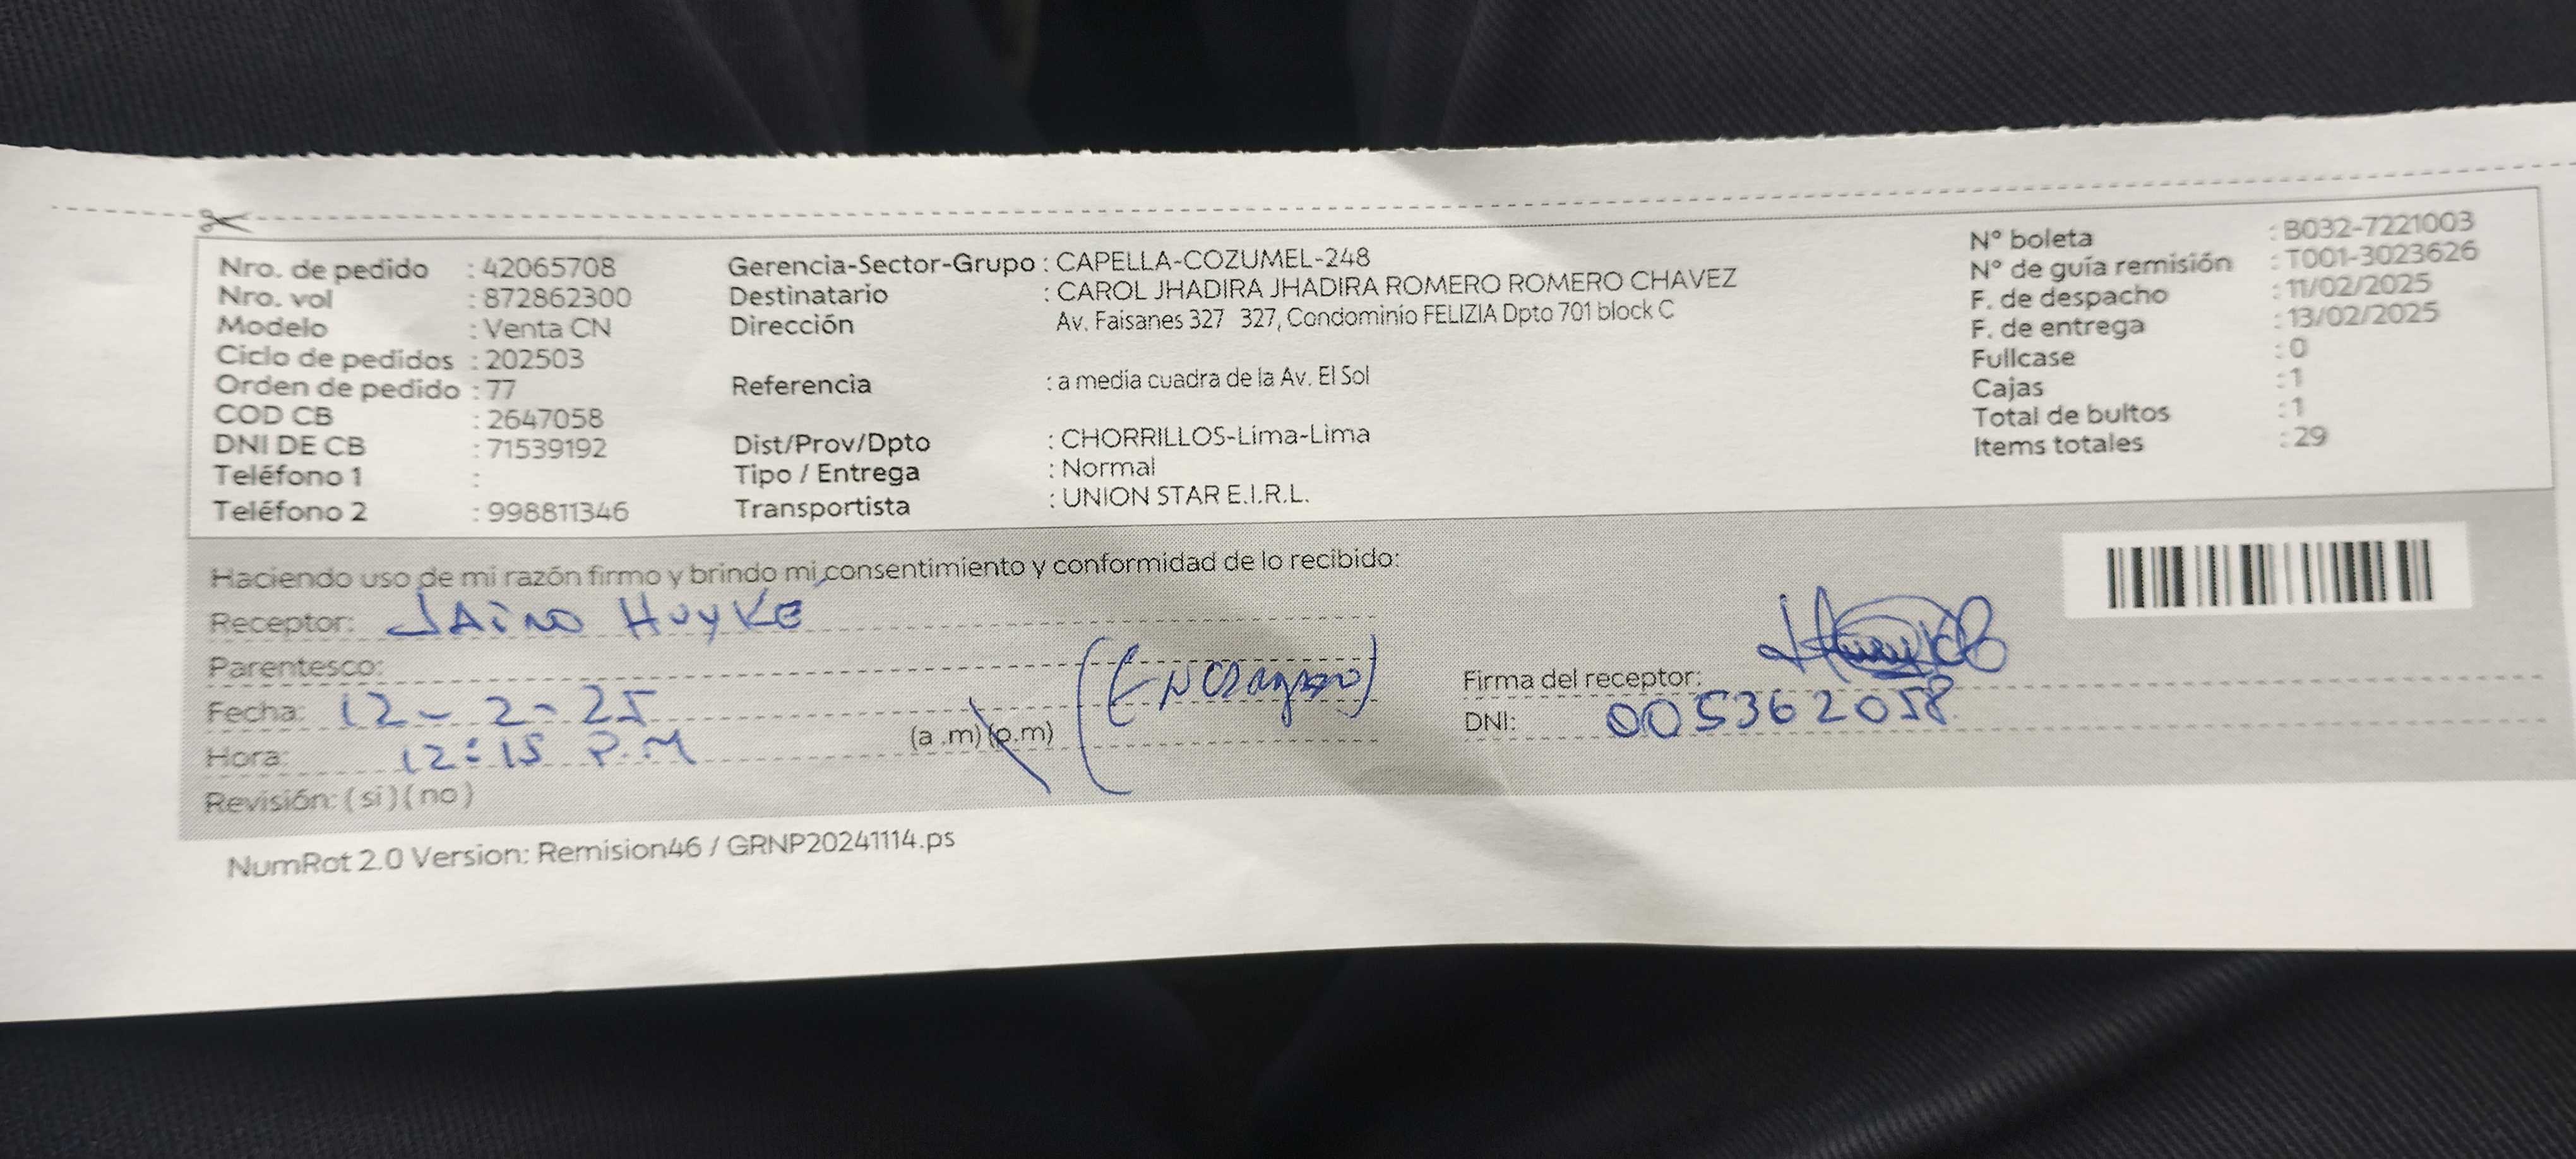 Nro. de pedido : 42065708
Nro. vol : 872862300
Modelo : Venta CN
Ciclo de pedidos : 202503
Orden de pedido : 77
COD CB : 2647058
DNI DE CB : 71539192
Teléfono 1 :
Teléfono 2 : 998811346
Gerencia-Sector-Grupo : CAPELLA-COZUMEL-248
Destinatario : CAROL JHADIRA JHADIRA ROMERO ROMERO CHAVEZ
Dirección Av. Faisanes 327 327, Condominio FELIZIA Dpto 701 block C
Referencia : a media cuadra de la Av. El Sol
Dist/Prov/Dpto : CHORRILLOS-Lima-Lima
Tipo / Entrega : Normal
Transportista : UNION STAR E.I.R.L.
N° boleta : B032-7221003
N° de guía remisión : T001-3023626
F. de despacho : 11/02/2025
F. de entrega : 13/02/2025
Fullcase : 0
Cajas : 1
Total de bultos : 1
Items totales : 29
Haciendo uso de mi razón firmo y brindo mi consentimiento y conformidad de lo recibido:
Receptor: HUYKE
Parentesco:
Fecha: 12-2-25
Hora: 12:15 P.M (a .m)(p.m)
Revisión: ( si ) ( no )
Firma del receptor:
DNI: 005362058
NumRot 2.0 Version: Remision46 / GRNP20241114.ps